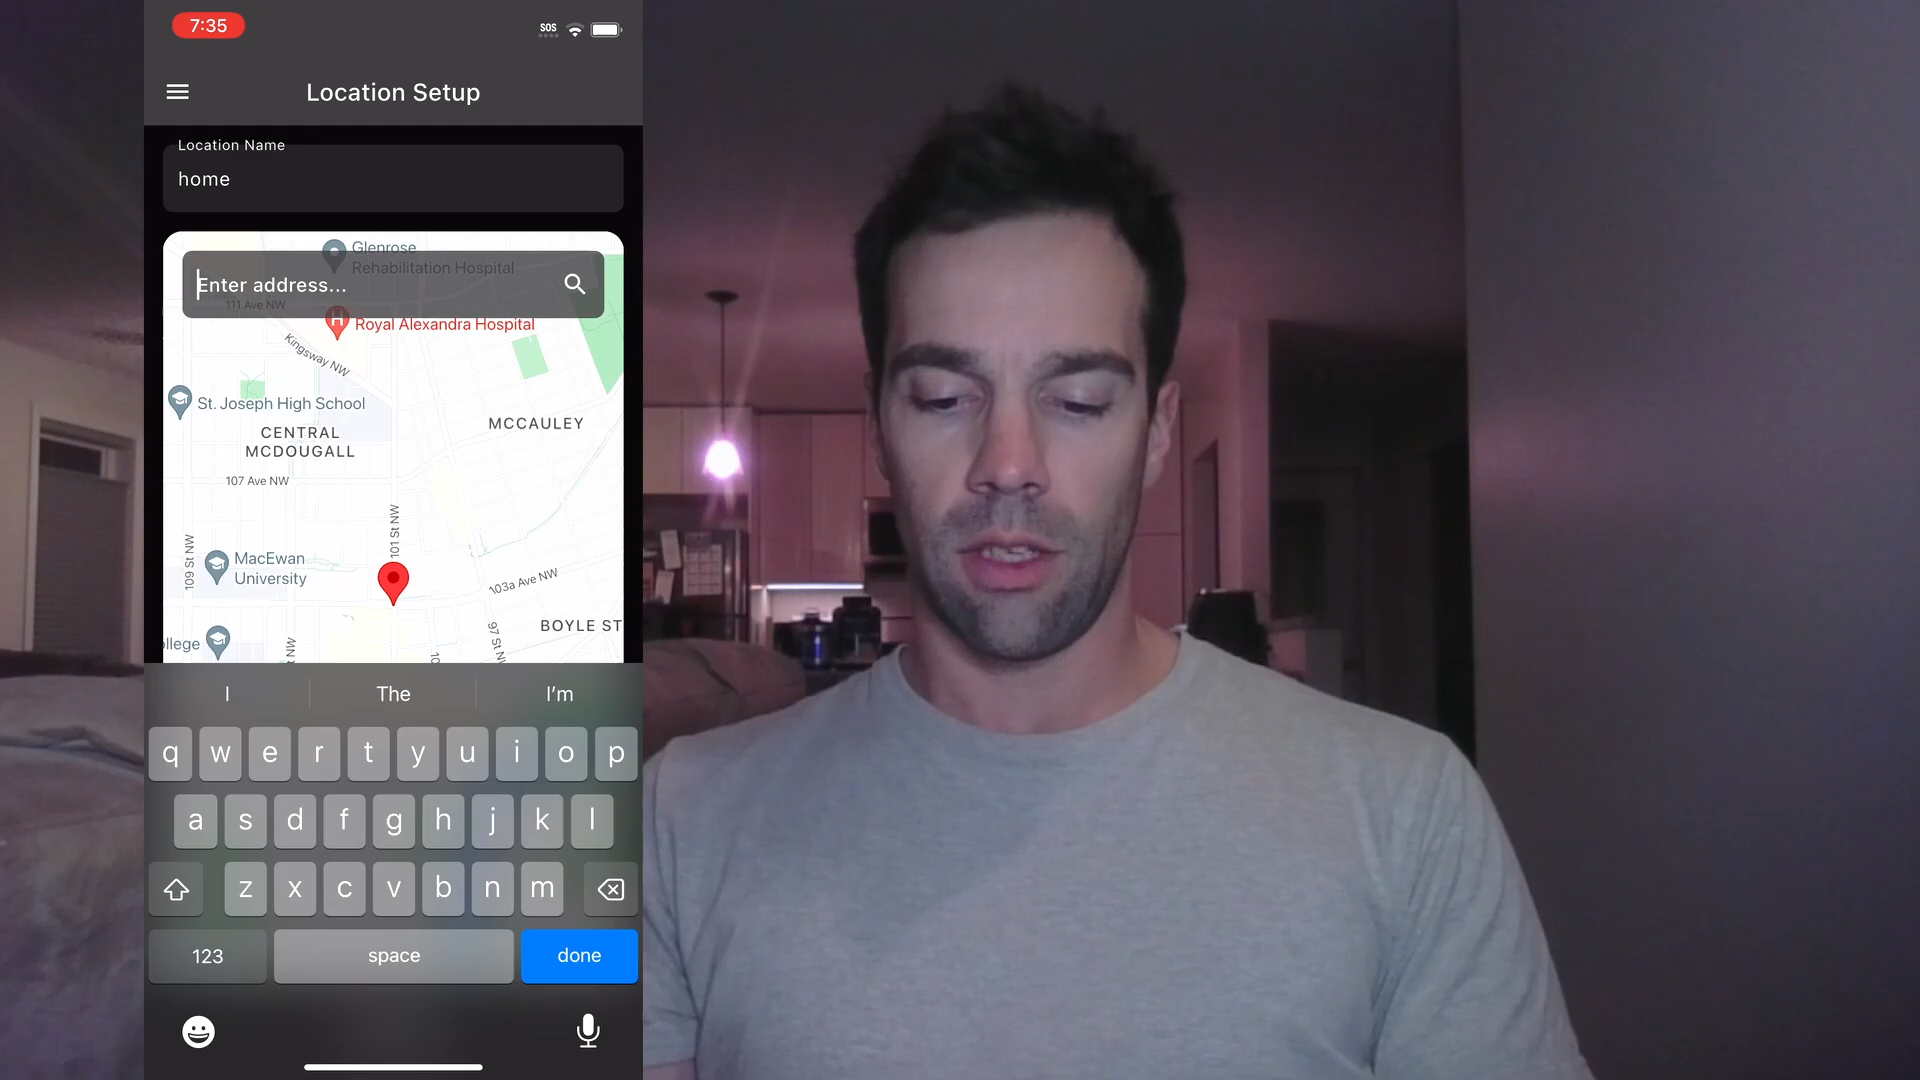 7:35
SOS
Location Setup
Location Name
home
Glenrose
Rehabilitation Hospital
Enter address...
111 Ave NW
Royal Alexandra Hospital
Kingsway NW
St. Joseph High School
MCCAULEY
CENTRAL
MCDOUGALL
107 Ave NW
101 St NW
109 St NW
MacEwan
University
103a Ave NW
BOYLE ST
llege
97 St N
t NW
10
I
The
I'm
q w e r t y u i o p
a s d f g h j k l
z x c v b n m
123
space
done